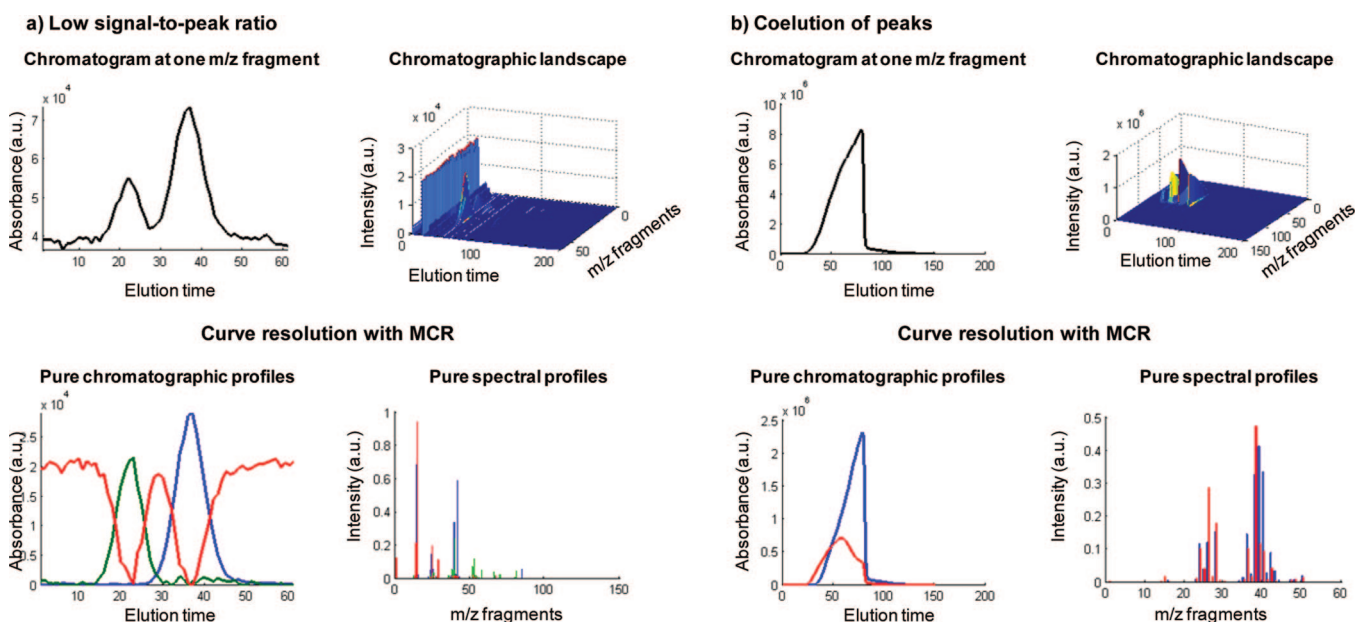 a) Low signal-to-peak ratio
Chromatogram at one m/z fragment
x 10^4
Absorbance (a.u.)
7
6
5
4
10 20 30 40 50 60
Elution time
Chromatographic landscape
x 10^4
Intensity (a.u.)
3
2
1
0
0
100
200
Elution time
0
50
m/z fragments
b) Coelution of peaks
Chromatogram at one m/z fragment
x 10^6
Absorbance (a.u.)
10
8
6
4
2
0
0 50 100 150 200
Elution time
Chromatographic landscape
x 10^6
Intensity (a.u.)
2
1
0
0
100
200
Elution time
0
50
100
150
m/z fragments
Curve resolution with MCR
Pure chromatographic profiles
x 10^4
Absorbance (a.u.)
2.5
2
1.5
1
0.5
0
10 20 30 40 50 60
Elution time
Pure spectral profiles
Intensity (a.u.)
1
0.8
0.6
0.4
0.2
0
0 50 100 150
m/z fragments
Curve resolution with MCR
Pure chromatographic profiles
x 10^6
Absorbance (a.u.)
2.5
2
1.5
1
0.5
0
0 50 100 150 200
Elution time
Pure spectral profiles
Intensity (a.u.)
0.5
0.4
0.3
0.2
0.1
0
0 10 20 30 40 50 60
m/z fragments